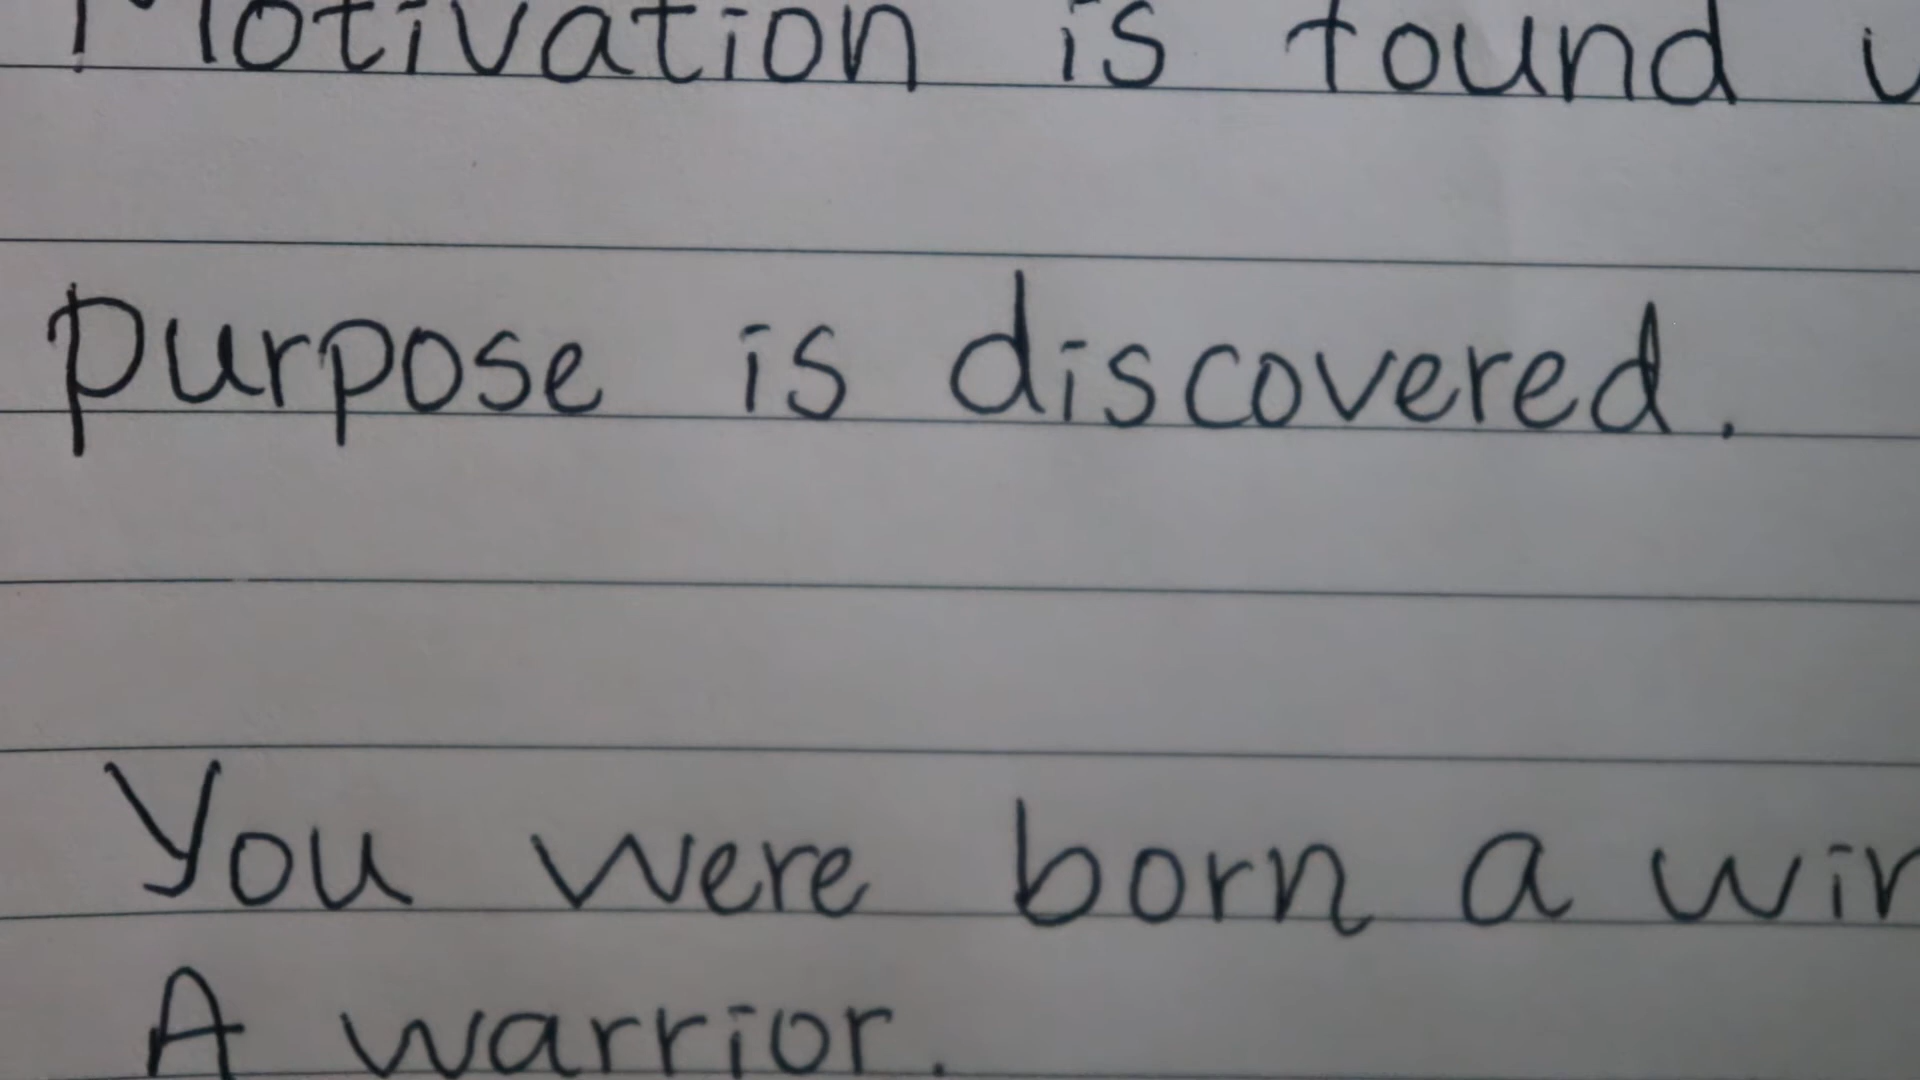 Motivation is found
purpose is discovered.
You were born a
A warrior.